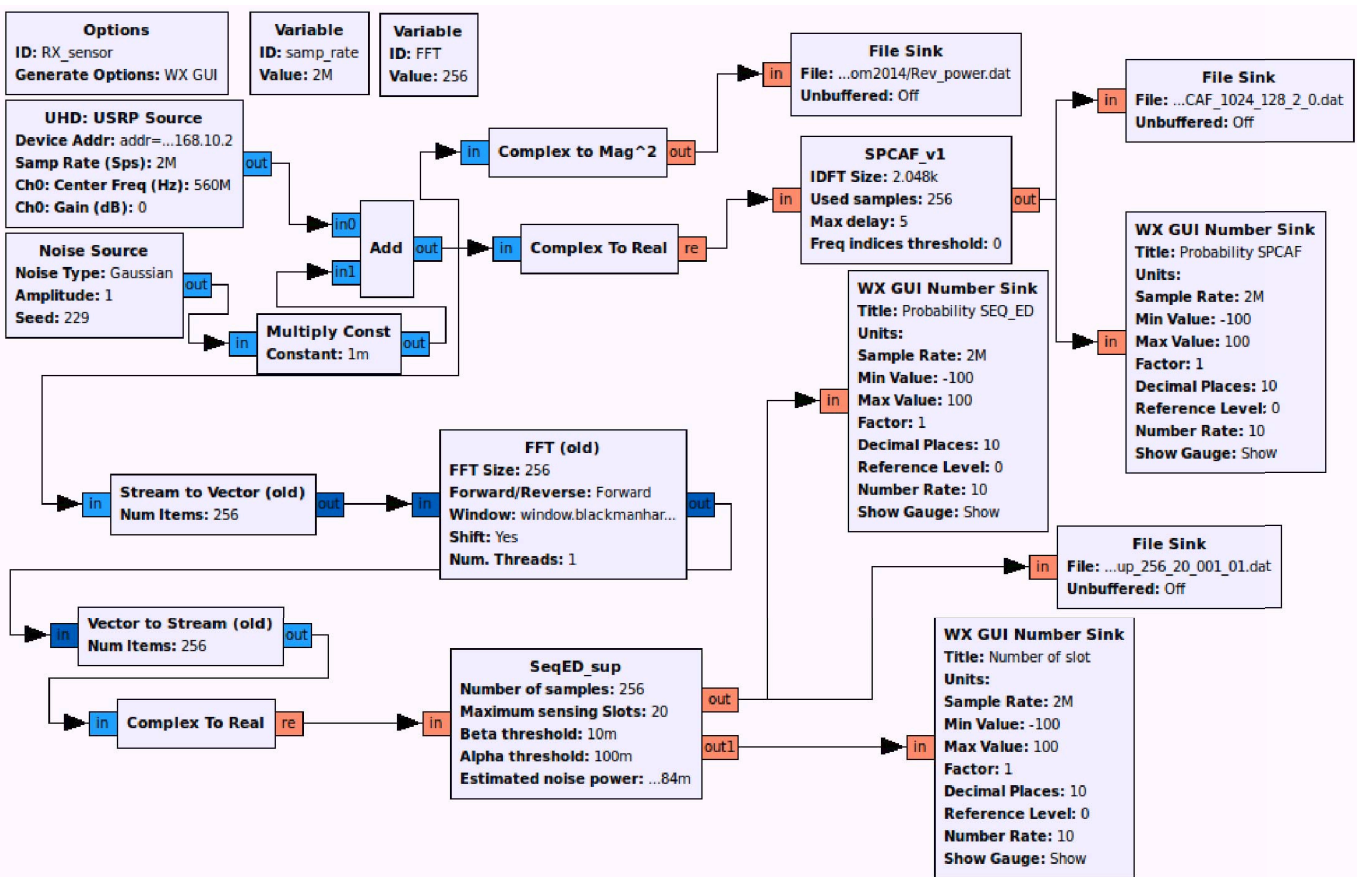 Options
ID: RX_sensor
Generate Options: WX GUI
Variable
ID: samp_rate
Value: 2M
Variable
ID: FFT
Value: 256
UHD: USRP Source
Device Addr: addr=...168.10.2
Samp Rate (Sps): 2M
Ch0: Center Freq (Hz): 560M
Ch0: Gain (dB): 0
out
Noise Source
Noise Type: Gaussian
Amplitude: 1
Seed: 229
out
in
Multiply Const
Constant: 1m
out
in0
in1
Add
out
in
Complex to Mag^2
out
in
File Sink
File: ...om2014/Rev_power.dat
Unbuffered: Off
in
Complex To Real
re
in
SPCAF_v1
IDFT Size: 2.048k
Used samples: 256
Max delay: 5
Freq indices threshold: 0
out
in
File Sink
File: ...CAF_1024_128_2_0.dat
Unbuffered: Off
in
WX GUI Number Sink
Title: Probability SPCAF
Units:
Sample Rate: 2M
Min Value: -100
Max Value: 100
Factor: 1
Decimal Places: 10
Reference Level: 0
Number Rate: 10
Show Gauge: Show
in
WX GUI Number Sink
Title: Probability SEQ_ED
Units:
Sample Rate: 2M
Min Value: -100
Max Value: 100
Factor: 1
Decimal Places: 10
Reference Level: 0
Number Rate: 10
Show Gauge: Show
in
Stream to Vector (old)
Num Items: 256
out
in
FFT (old)
FFT Size: 256
Forward/Reverse: Forward
Window: window.blackmanhar...
Shift: Yes
Num. Threads: 1
out
in
Vector to Stream (old)
Num Items: 256
out
in
Complex To Real
re
in
SeqED_sup
Number of samples: 256
Maximum sensing Slots: 20
Beta threshold: 10m
Alpha threshold: 100m
Estimated noise power: ...84m
out
out1
in
File Sink
File: ...up_256_20_001_01.dat
Unbuffered: Off
in
WX GUI Number Sink
Title: Number of slot
Units:
Sample Rate: 2M
Min Value: -100
Max Value: 100
Factor: 1
Decimal Places: 10
Reference Level: 0
Number Rate: 10
Show Gauge: Show